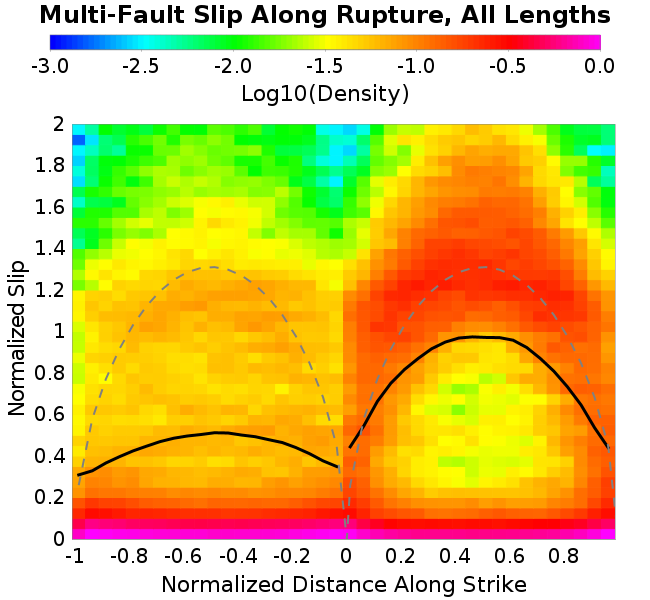 Multi-Fault Slip Along Rupture, All Lengths
-3.0 -2.5 -2.0 -1.5 -1.0 -0.5 0.0
Log10(Density)
Normalized Slip
2
1.8
1.6
1.4
1.2
1
0.8
0.6
0.4
0.2
0
-1 -0.8 -0.6 -0.4 -0.2 0 0.2 0.4 0.6 0.8
Normalized Distance Along Strike